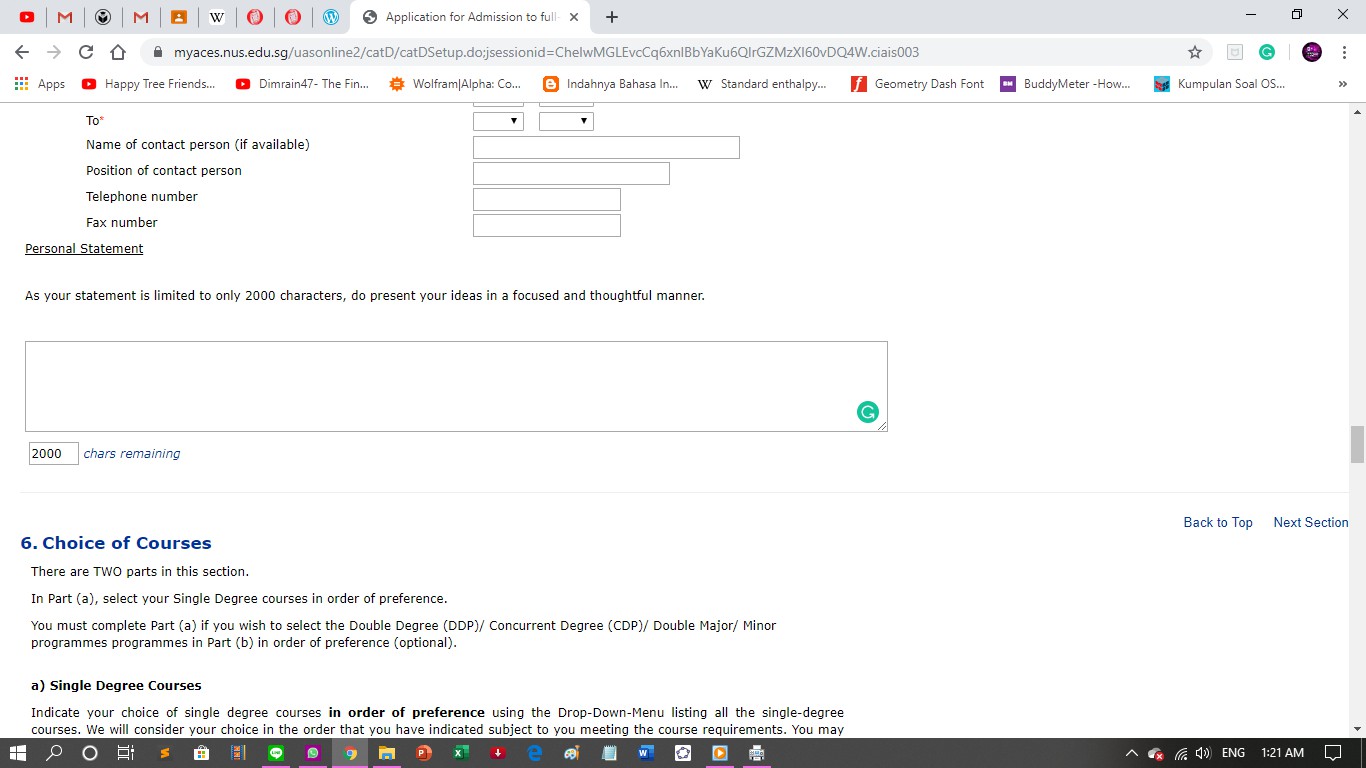 Application for Admission to full
myaces.nus.edu.sg/uasonline2/catD/catDSetup.do;jsessionid=CheIwMGLEvcCq6xnlBbYaKu6QIrGZMzXI60vDQ4W.ciais003
Apps Happy Tree Friends... Dimrain47- The Fin... Wolfram|Alpha: Co... Indahnya Bahasa In... W Standard enthalpy... Geometry Dash Font BuddyMeter -How... Kumpulan Soal OS... »
To*
Name of contact person (if available)
Position of contact person
Telephone number
Fax number
Personal Statement
As your statement is limited to only 2000 characters, do present your ideas in a focused and thoughtful manner.
2000 chars remaining
Back to Top Next Section
6. Choice of Courses
There are TWO parts in this section.
In Part (a), select your Single Degree courses in order of preference.
You must complete Part (a) if you wish to select the Double Degree (DDP)/ Concurrent Degree (CDP)/ Double Major/ Minor
programmes programmes in Part (b) in order of preference (optional).
a) Single Degree Courses
Indicate your choice of single degree courses in order of preference using the Drop-Down-Menu listing all the single-degree
courses. We will consider your choice in the order that you have indicated subject to you meeting the course requirements. You may
ENG 1:21 AM